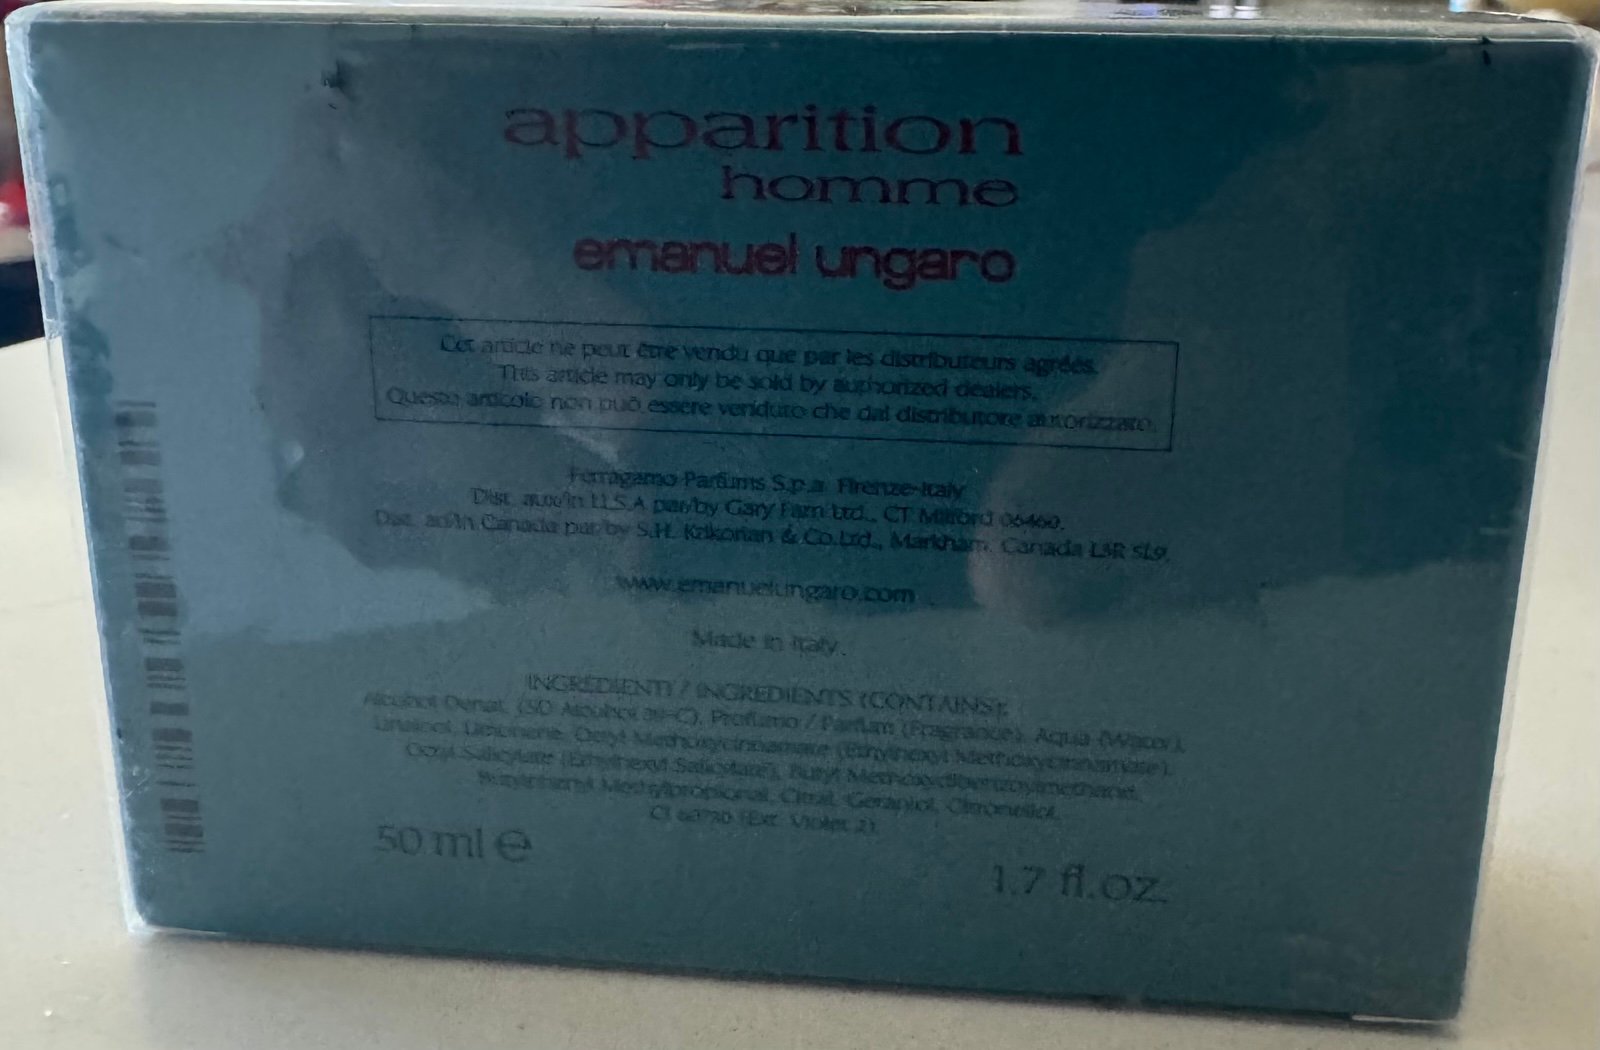 apparition
homme
emanuel ungaro
Cet article ne peut être vendu que par les distributeurs agréés.
This article may only be sold by authorized dealers.
Questo articolo non può essere venduto che dal distributore autorizzato.
Ferragamo Parfums S.p.a. Firenze-Italy
Dist. aux/in U.S.A par/by Gary Farn Ltd., CT Milford 06460.
Dist. au/in Canada par/by S.H. & Co.Ltd., Markham, Canada L3R 5L9.
www.emanuelungaro.com
Made in Italy.
INGREDIENTI / INGREDIENTS (CONTAINS):
Alcohol Denat. (SD Alcohol 39-C), Profumo / Parfum (Fragrance), Aqua (Water),
Linalool, Limonene, Octyl Methoxycinnamate (Ethylhexyl Methoxycinnamate),
Octyl Salicylate (Ethylhexyl Salicylate), Butyl Methoxydibenzoylmethane,
Butylphenyl Methylpropional, Citral, Geraniol, Citronellol,
CI 60730 (Ext. Violet 2).
50 ml ℮
1.7 fl.oz.